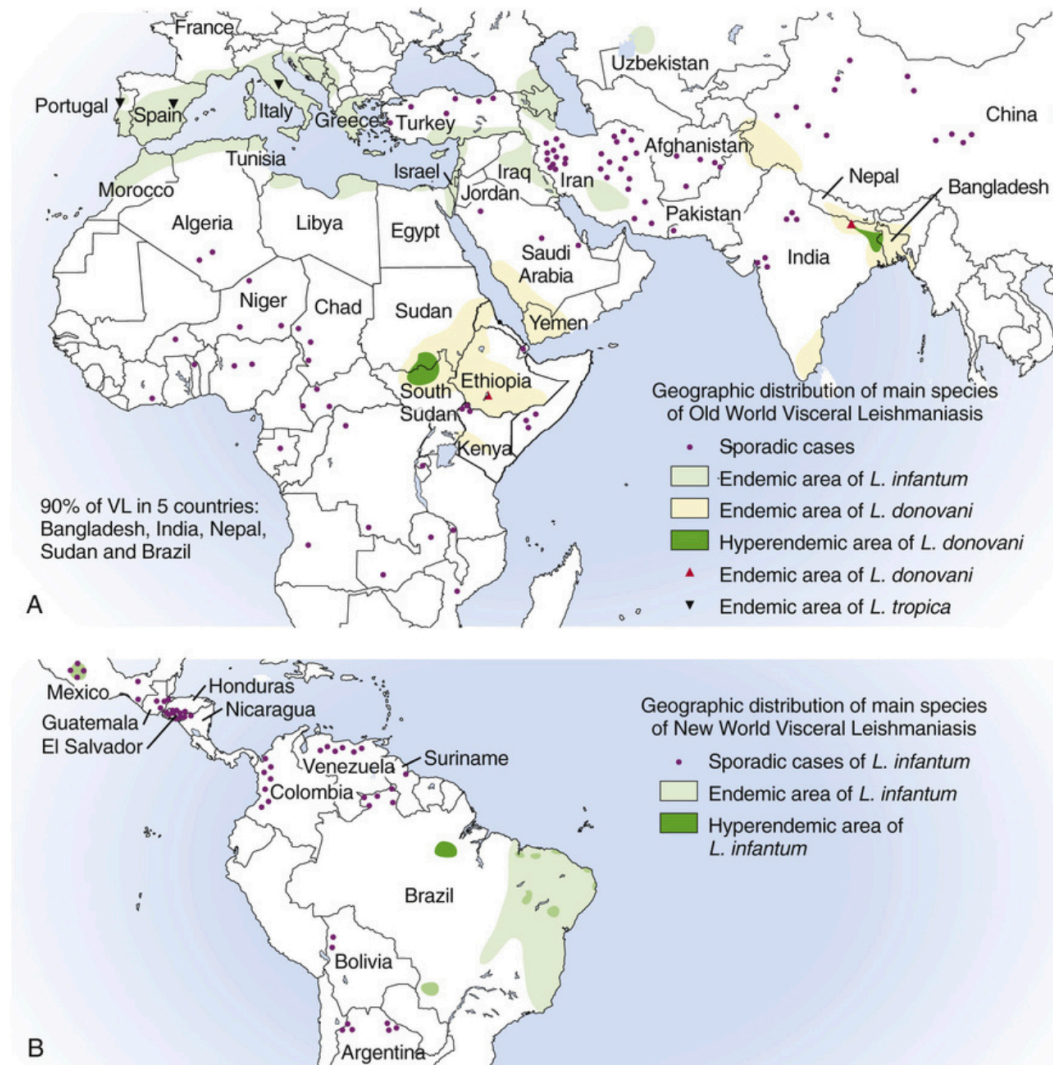 France
Uzbekistan
Portugal
Spain
Italy
Greece
Turkey
China
Afghanistan
Tunisia
Israel
Iraq
Iran
Nepal
Morocco
Jordan
Bangladesh
Algeria
Libya
Egypt
Pakistan
Saudi
Arabia
India
Niger
Chad
Sudan
Yemen
Ethiopia
South
Sudan
Kenya
Geographic distribution of main species
of Old World Visceral Leishmaniasis
Sporadic cases
Endemic area of L. infantum
Endemic area of L. donovani
Hyperendemic area of L. donovani
Endemic area of L. donovani
Endemic area of L. tropica
90% of VL in 5 countries:
Bangladesh, India, Nepal,
Sudan and Brazil
A
Mexico
Honduras
Guatemala
Nicaragua
El Salvador
Venezuela
Suriname
Colombia
Brazil
Bolivia
Argentina
Geographic distribution of main species
of New World Visceral Leishmaniasis
Sporadic cases of L. infantum
Endemic area of L. infantum
Hyperendemic area of
L. infantum
B